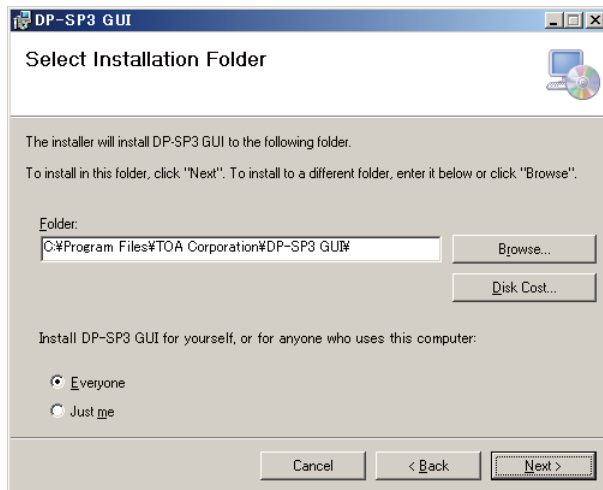 DP-SP3 GUI
Select Installation Folder
The installer will install DP-SP3 GUI to the following folder.
To install in this folder, click "Next". To install to a different folder, enter it below or click "Browse".
Folder:
C:¥Program Files¥TOA Corporation¥DP-SP3 GUI¥
Browse...
Disk Cost...
Install DP-SP3 GUI for yourself, or for anyone who uses this computer:
Everyone
Just me
Cancel
< Back
Next >